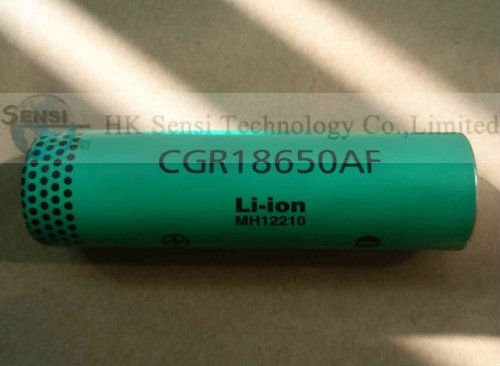 SENSI
HK Sensi Technology Co.,Limited
CGR18650AF
Li-ion
MH12210